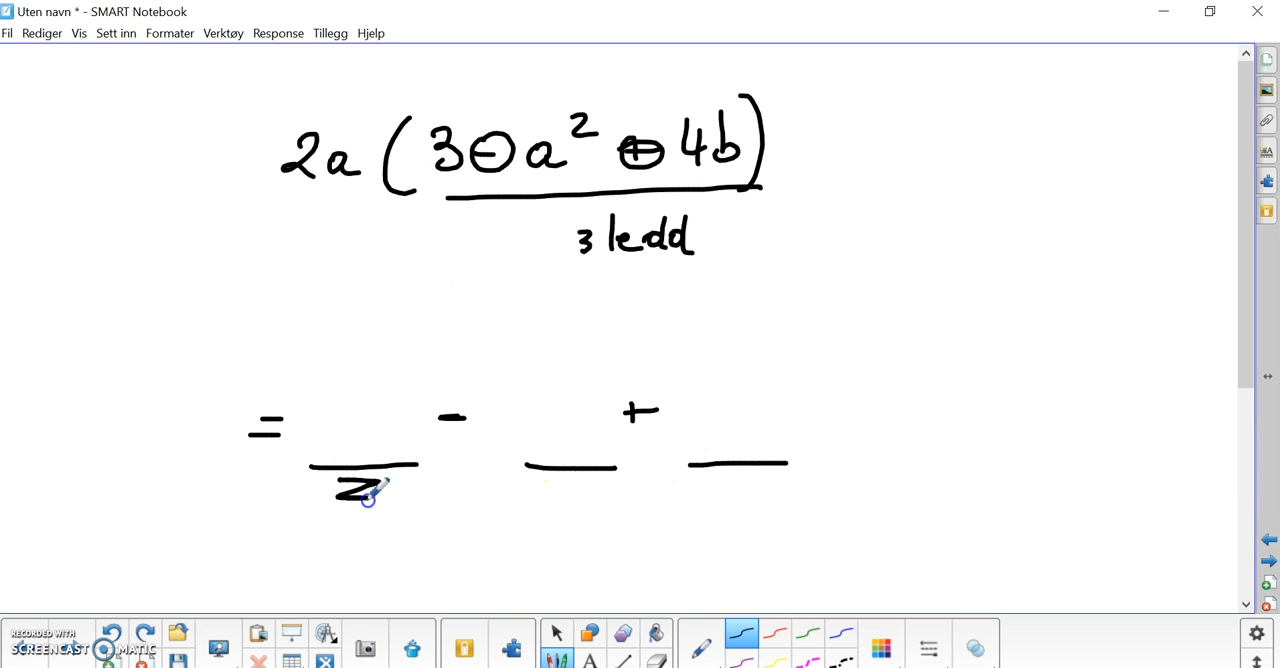 Uten navn * - SMART Notebook
Fil Rediger Vis Sett inn Formater Verktøy Response Tillegg Hjelp
2a ( 3 ⊖ a² ⊕ 4b )
3 ledd
= - +
RECORDED WITH
SCREENCAST MATIC